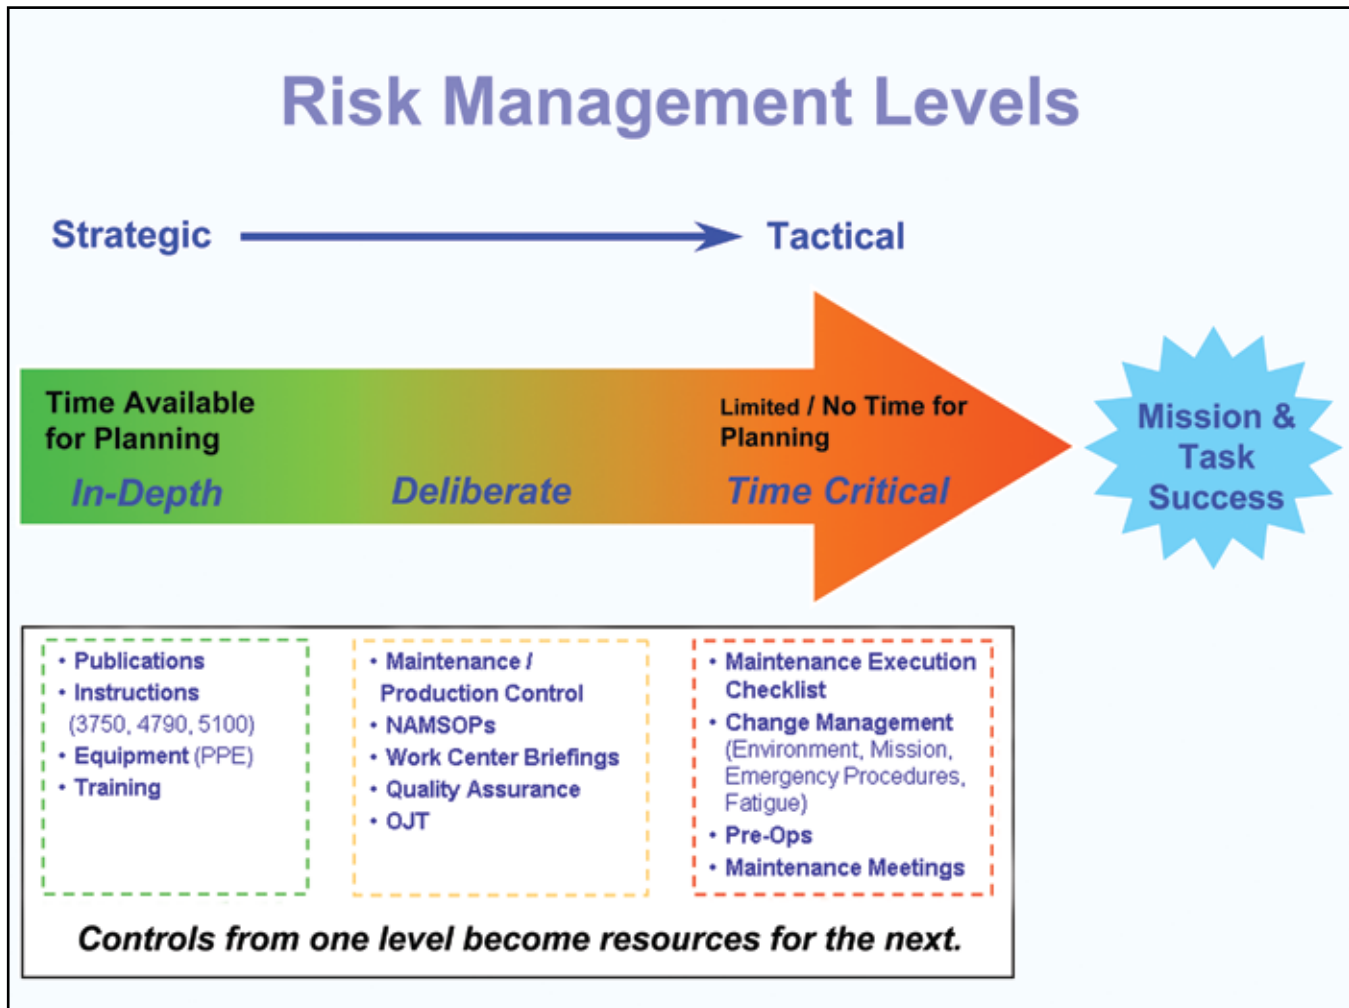 Risk Management Levels
Strategic
Tactical
Time Available
for Planning
In-Depth
Deliberate
Limited / No Time for
Planning
Time Critical
Mission &
Task
Success
• Publications
• Instructions
(3750, 4790, 5100)
• Equipment (PPE)
• Training
• Maintenance /
Production Control
• NAMSOPs
• Work Center Briefings
• Quality Assurance
• OJT
• Maintenance Execution
Checklist
• Change Management
(Environment, Mission,
Emergency Procedures,
Fatigue)
• Pre-Ops
• Maintenance Meetings
Controls from one level become resources for the next.